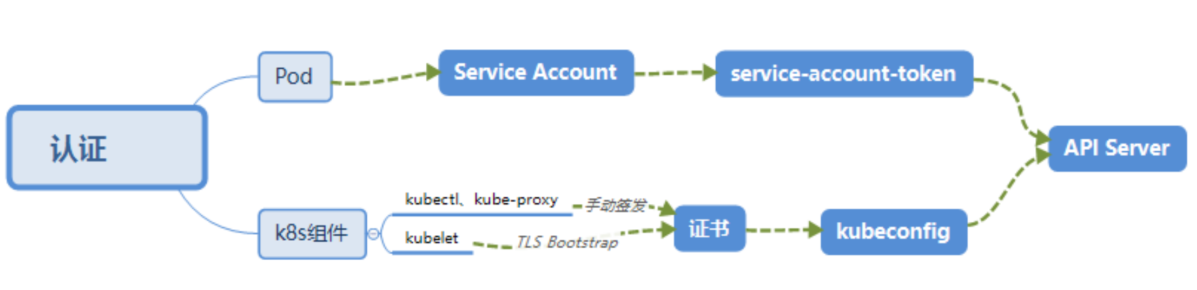 认证
Pod
Service Account
service-account-token
API Server
k8s组件
kubectl、kube-proxy
手动签发
kubelet
TLS Bootstrap
证书
kubeconfig